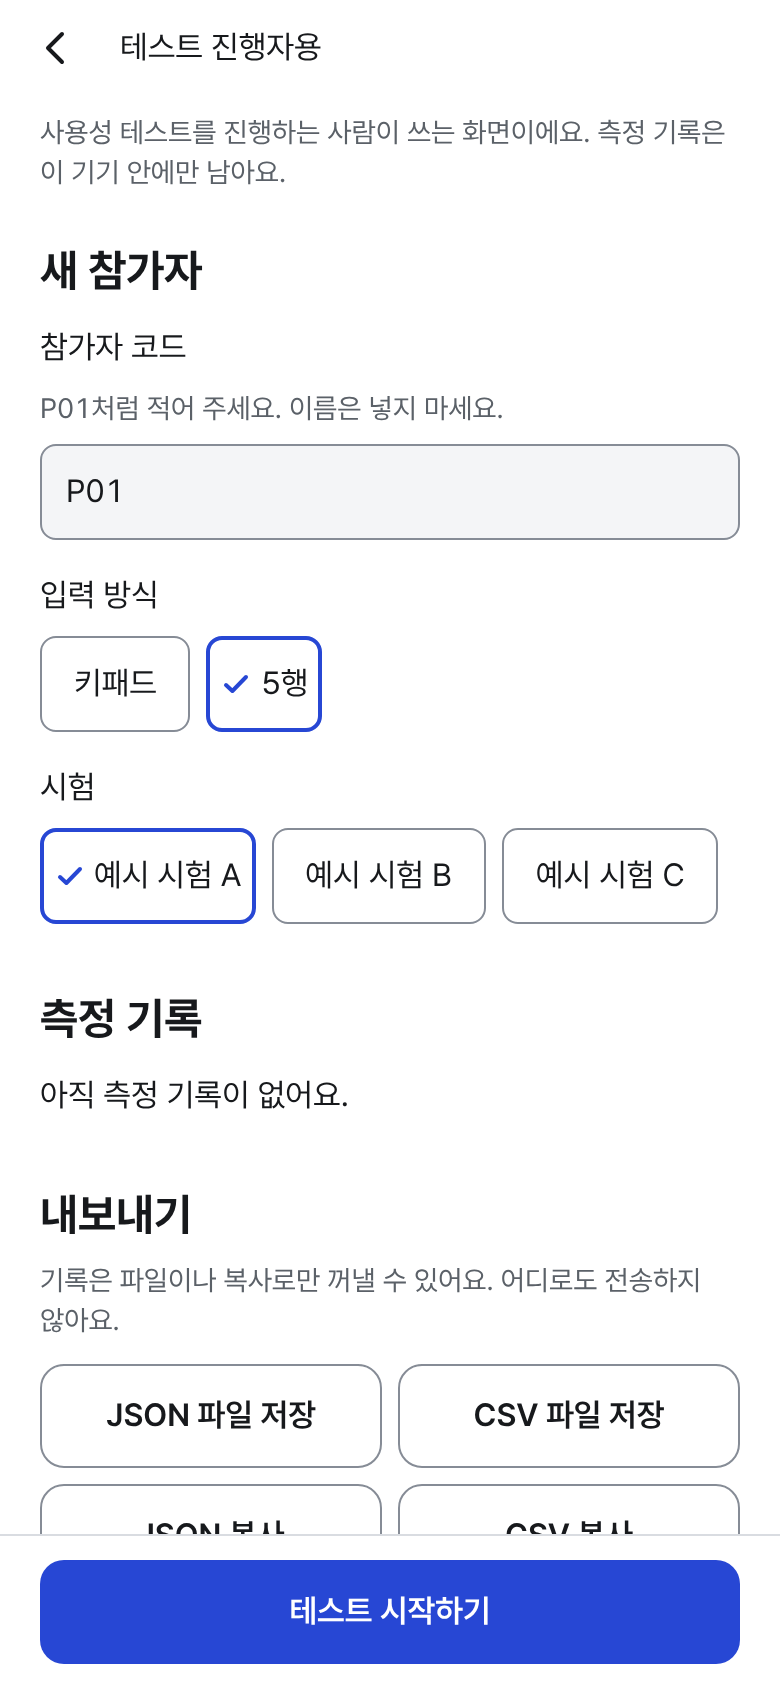 테스트 진행자용
사용성 테스트를 진행하는 사람이 쓰는 화면이에요. 측정 기록은
이 기기 안에만 남아요.
새 참가자
참가자 코드
P01처럼 적어 주세요. 이름은 넣지 마세요.
P01
입력 방식
키패드
5행
시험
예시 시험 A
예시 시험 B
예시 시험 C
측정 기록
아직 측정 기록이 없어요.
내보내기
기록은 파일이나 복사로만 꺼낼 수 있어요. 어디로도 전송하지
않아요.
JSON 파일 저장
CSV 파일 저장
JSON 복사
CSV 복사
테스트 시작하기